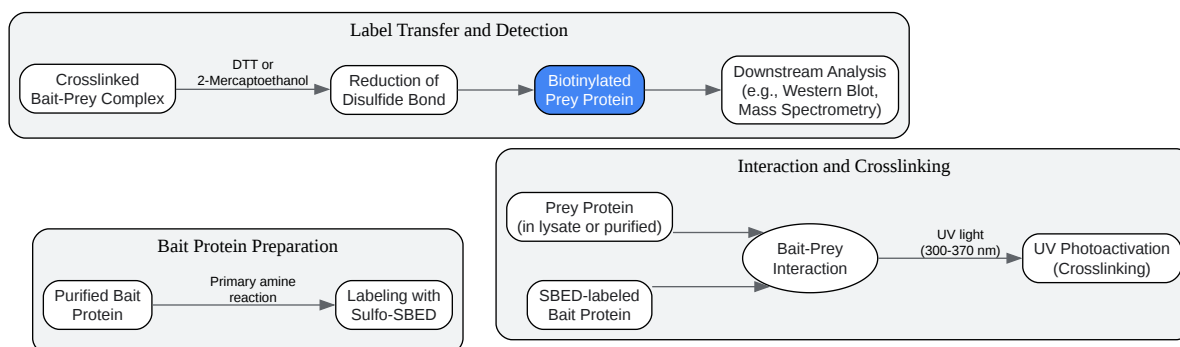 Label Transfer and Detection
Crosslinked
Bait-Prey Complex
DTT or
2-Mercaptoethanol
Reduction of
Disulfide Bond
Biotinylated
Prey Protein
Downstream Analysis
(e.g., Western Blot,
Mass Spectrometry)
Interaction and Crosslinking
Prey Protein
(in lysate or purified)
SBED-labeled
Bait Protein
Bait-Prey
Interaction
UV light
(300-370 nm)
UV Photoactivation
(Crosslinking)
Bait Protein Preparation
Purified Bait
Protein
Primary amine
reaction
Labeling with
Sulfo-SBED